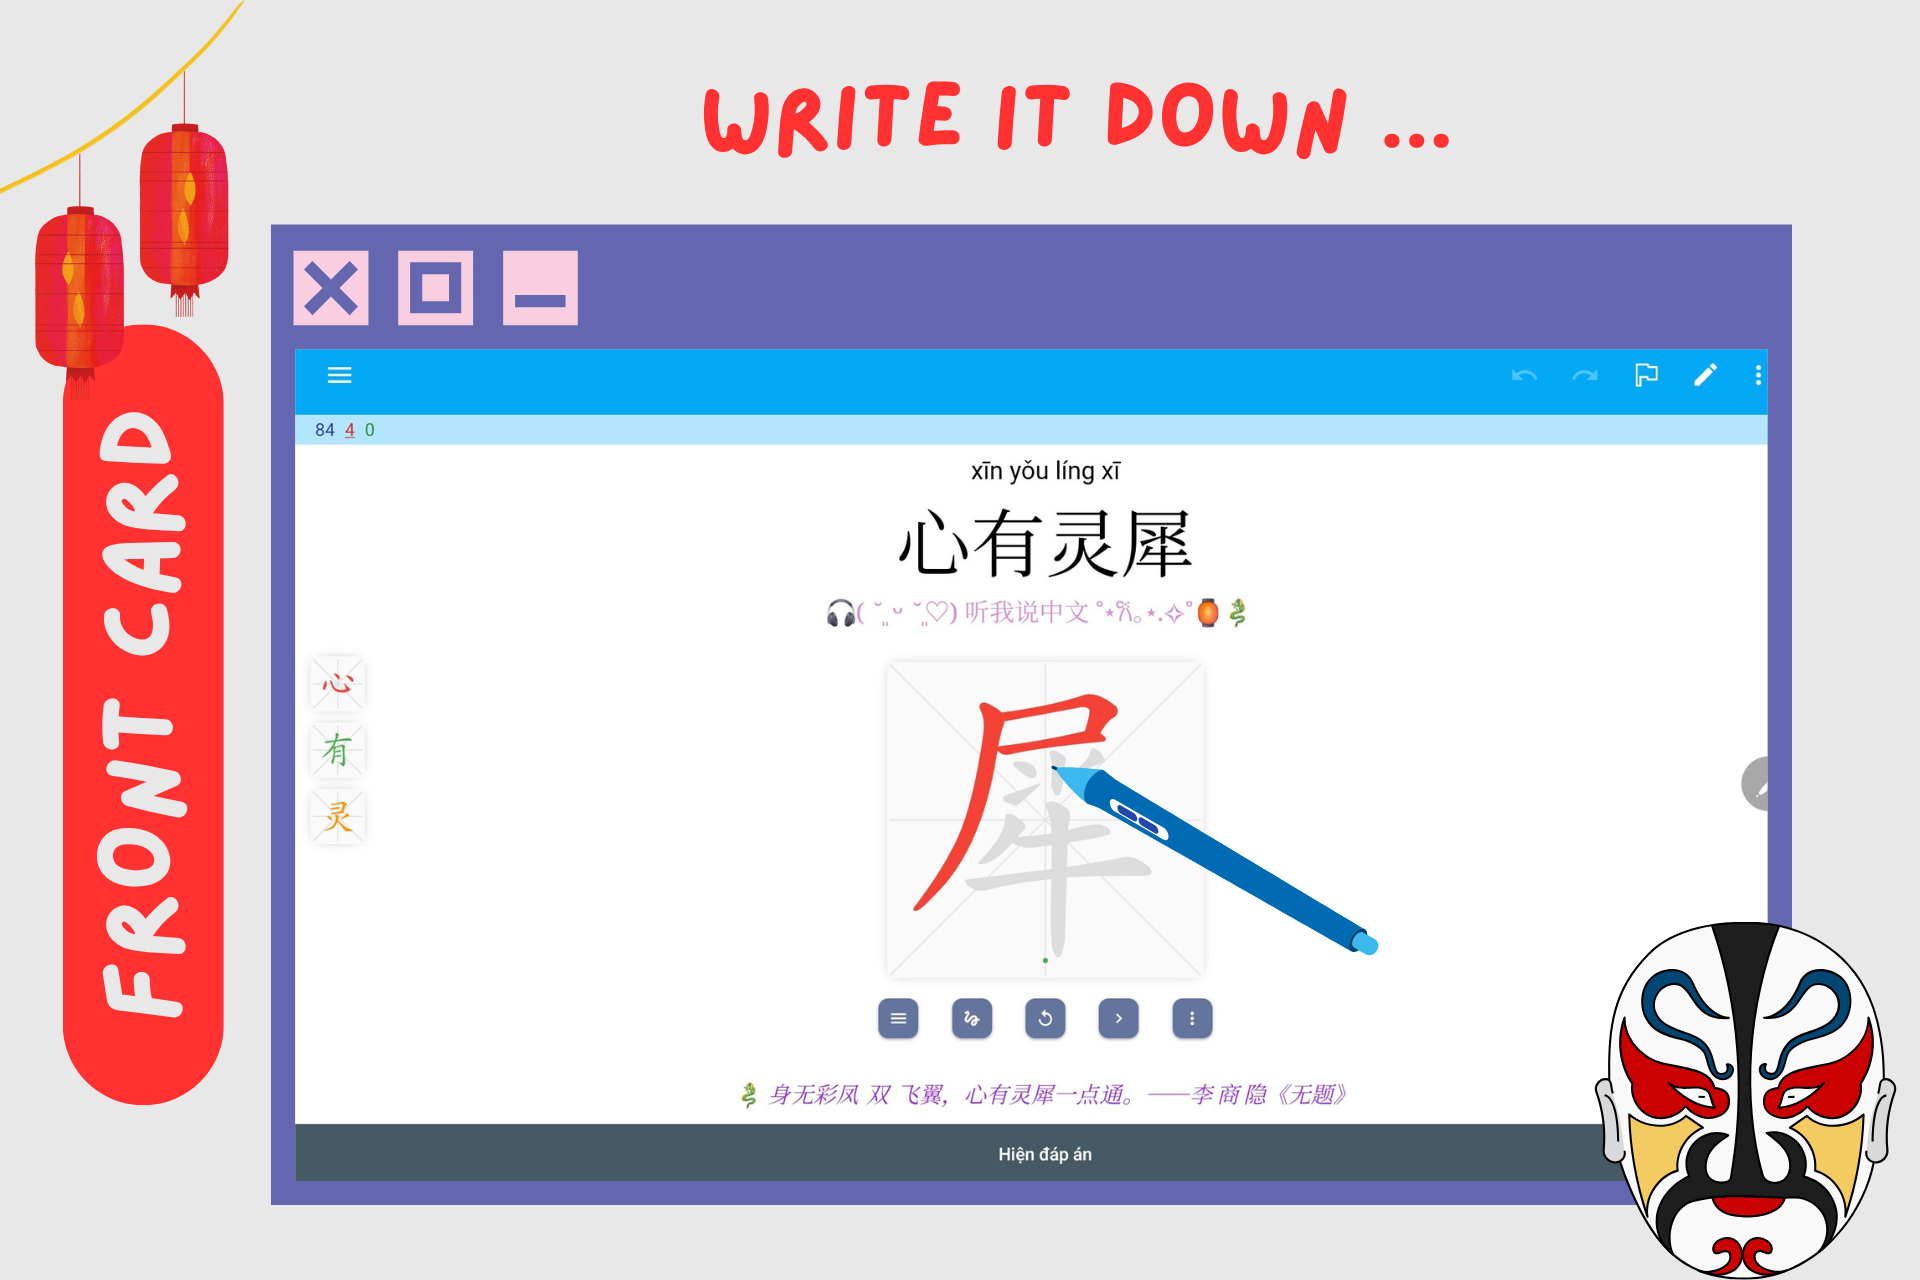 WRITE IT DOWN ...
FRONT CARD
84 4 0
xīn yǒu líng xī
心有灵犀
听我说中文
心
有
灵
犀
身无彩凤 双 飞翼，心有灵犀一点通。——李商隐《无题》
Hiện đáp án